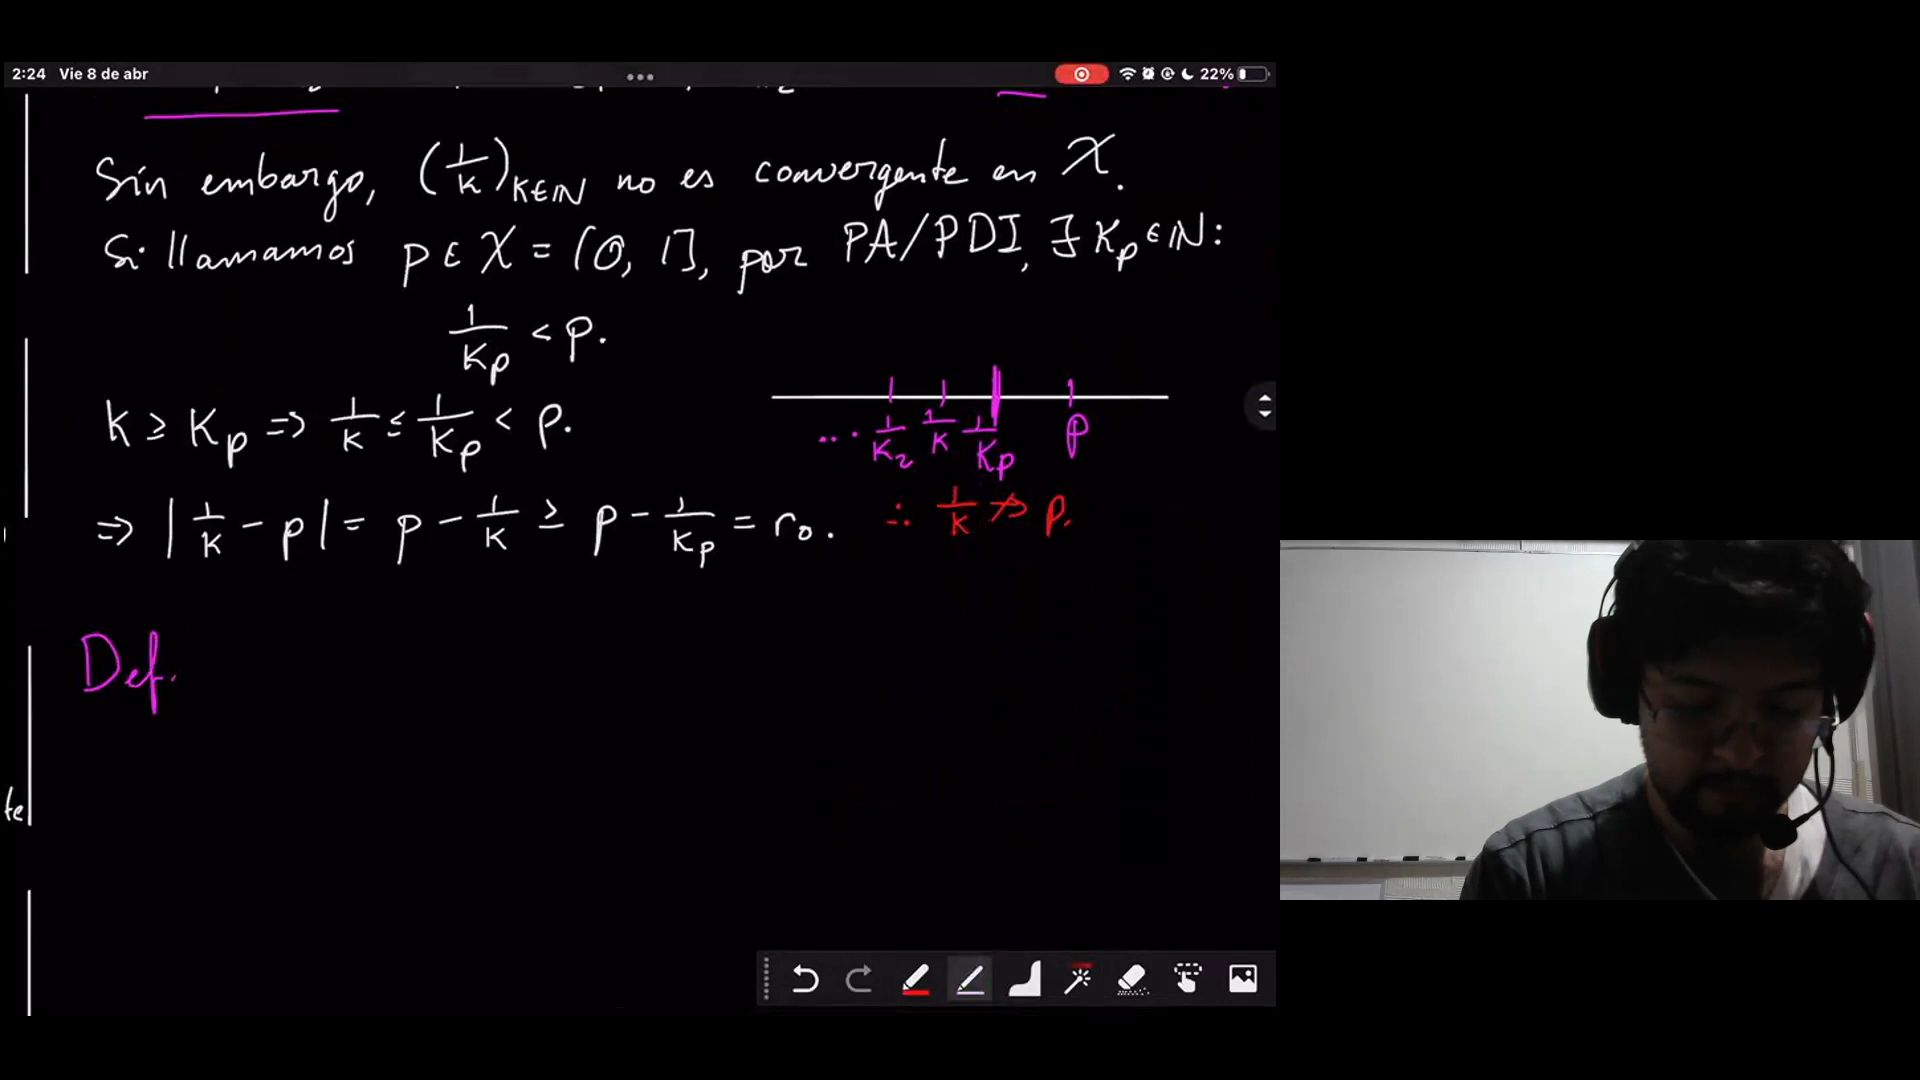 2:24 Vie 8 de abr
22%
Sin embargo, (1/k)k∈ℕ no es convergente en X.
Si llamamos p ∈ X = (0, 1], por PA/PDI, ∃ Kp ∈ ℕ:
1/Kp < p.
k ≥ Kp ⇒ 1/k ≤ 1/Kp < p.
... 1/K2 1/K 1/Kp p
⇒ |1/k - p| = p - 1/k ≥ p - 1/Kp = r0. ∴ 1/k ↛ p.
Def.
te